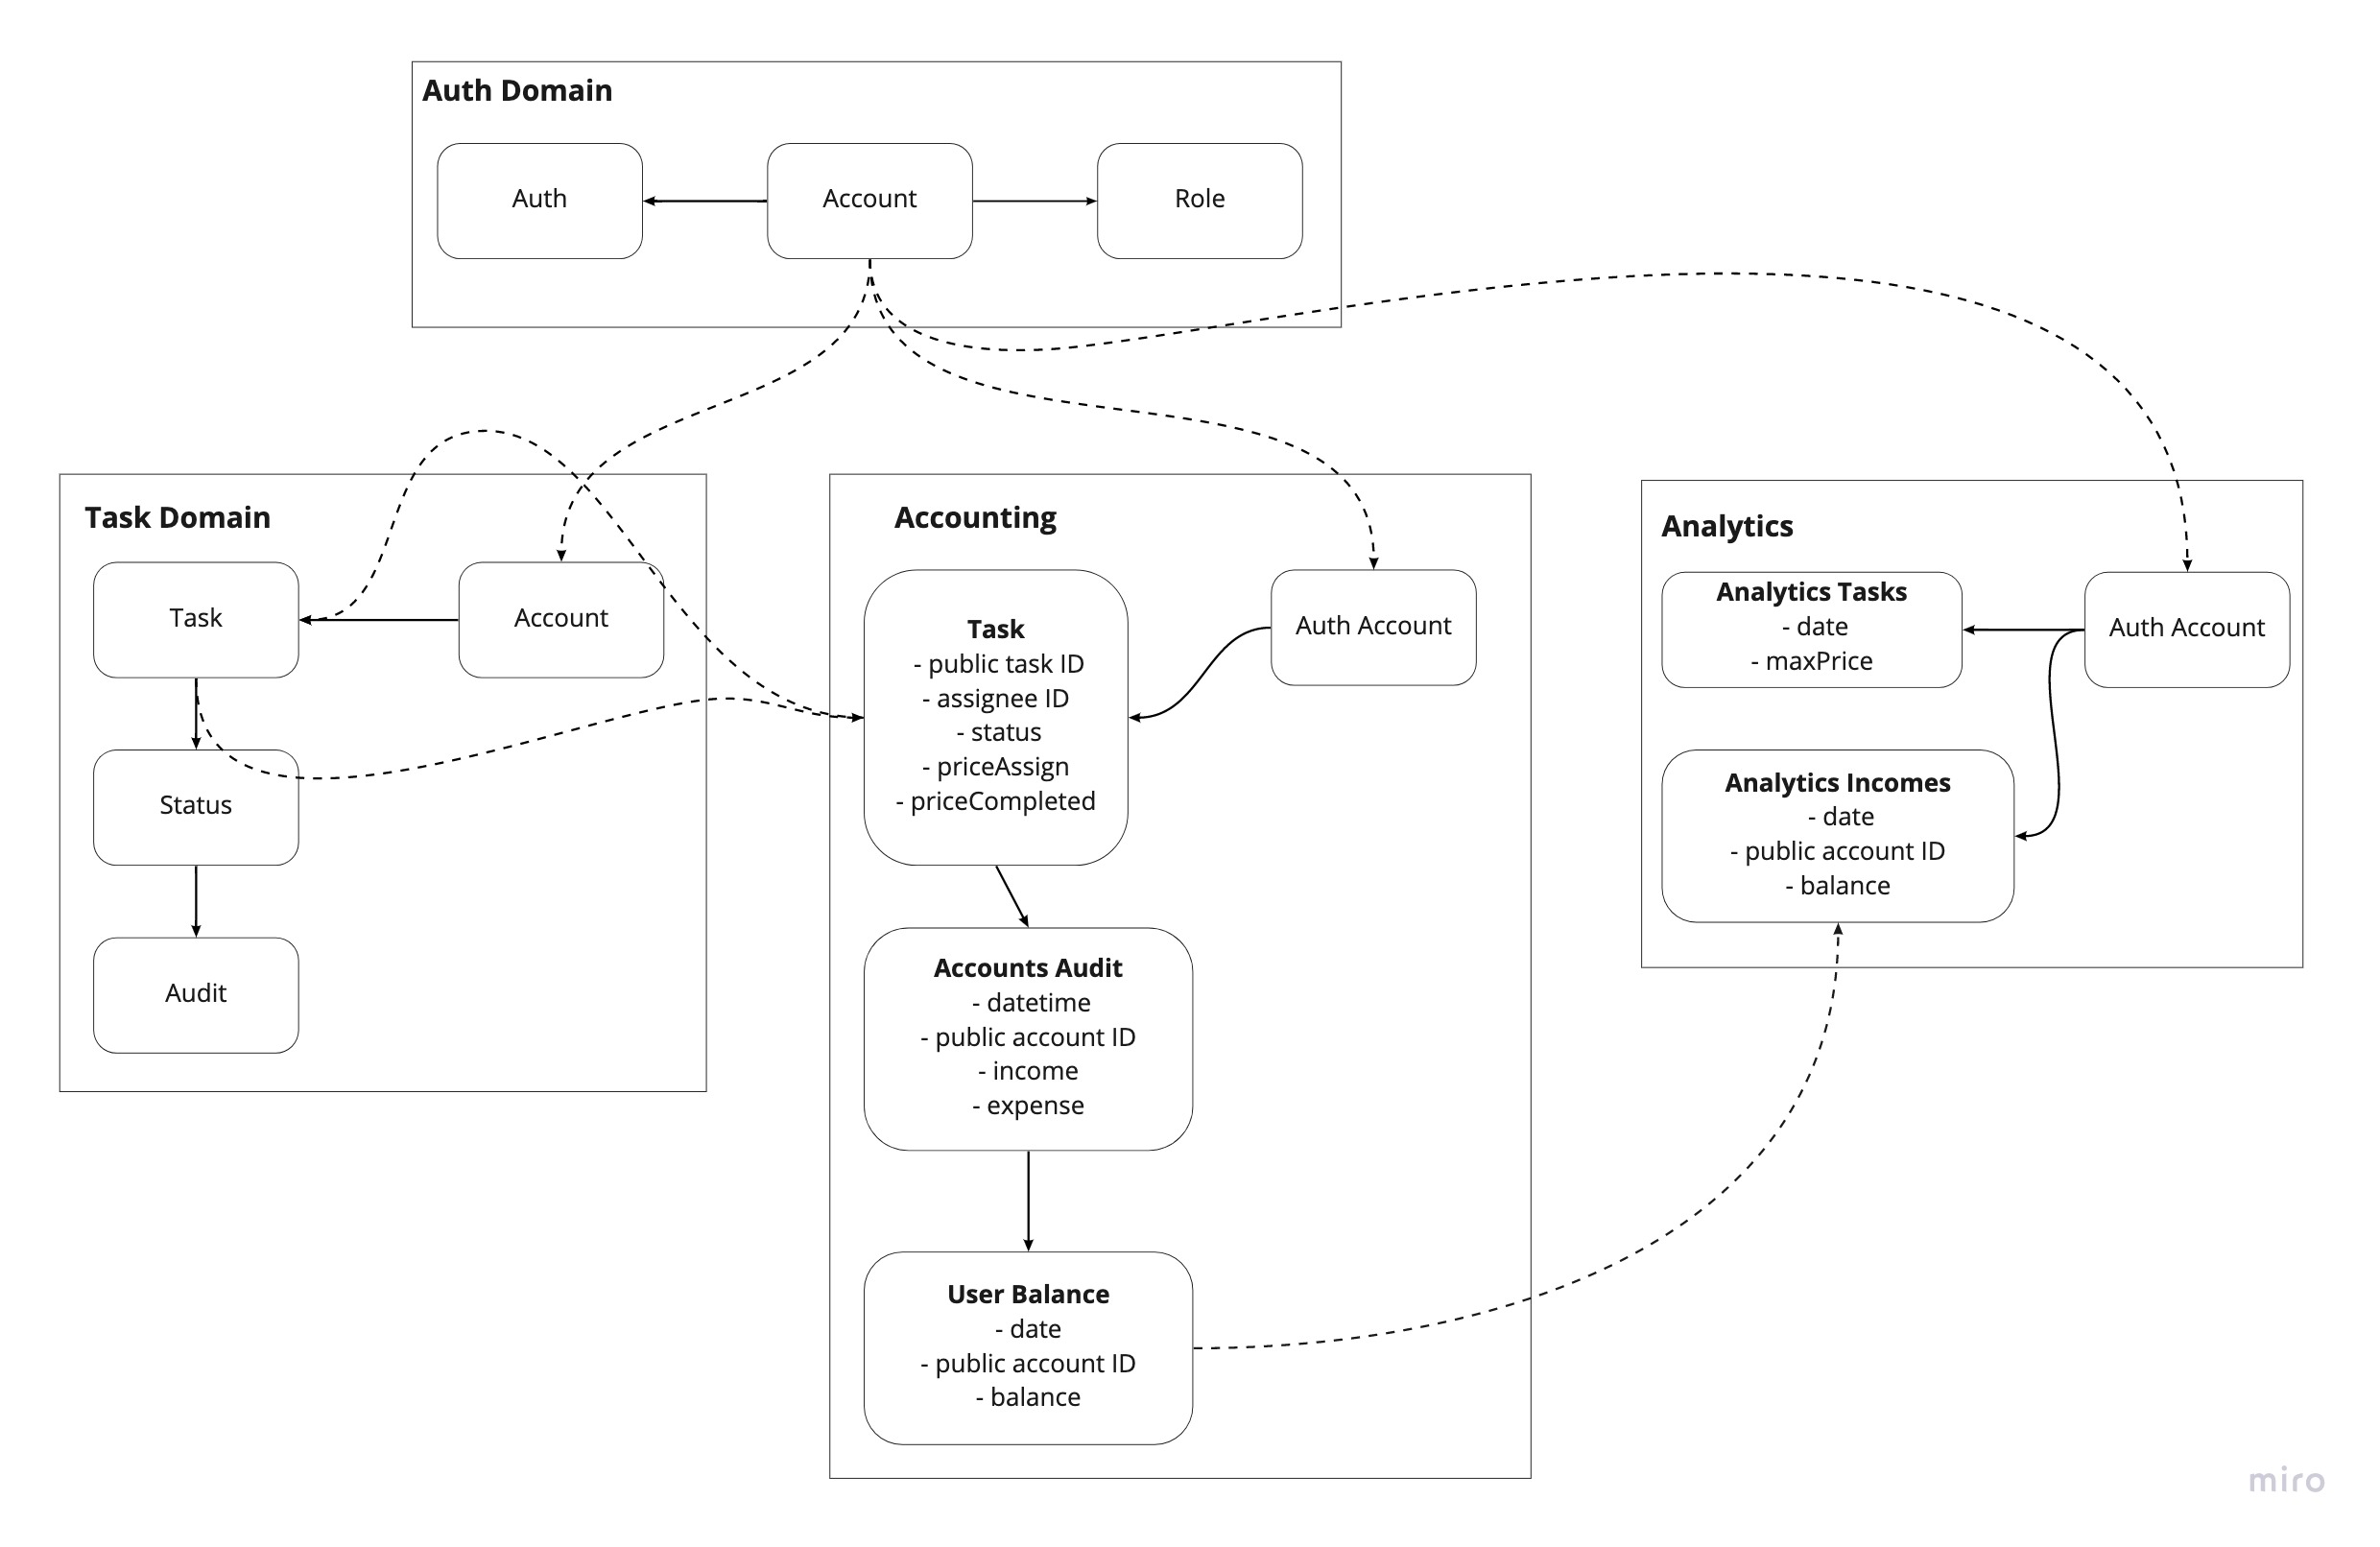 Auth Domain
Auth
Account
Role
Task Domain
Task
Account
Status
Audit
Accounting
Task
- public task ID
- assignee ID
- status
- priceAssign
- priceCompleted
Auth Account
Accounts Audit
- datetime
- public account ID
- income
- expense
User Balance
- date
- public account ID
- balance
Analytics
Analytics Tasks
- date
- maxPrice
Auth Account
Analytics Incomes
- date
- public account ID
- balance
miro